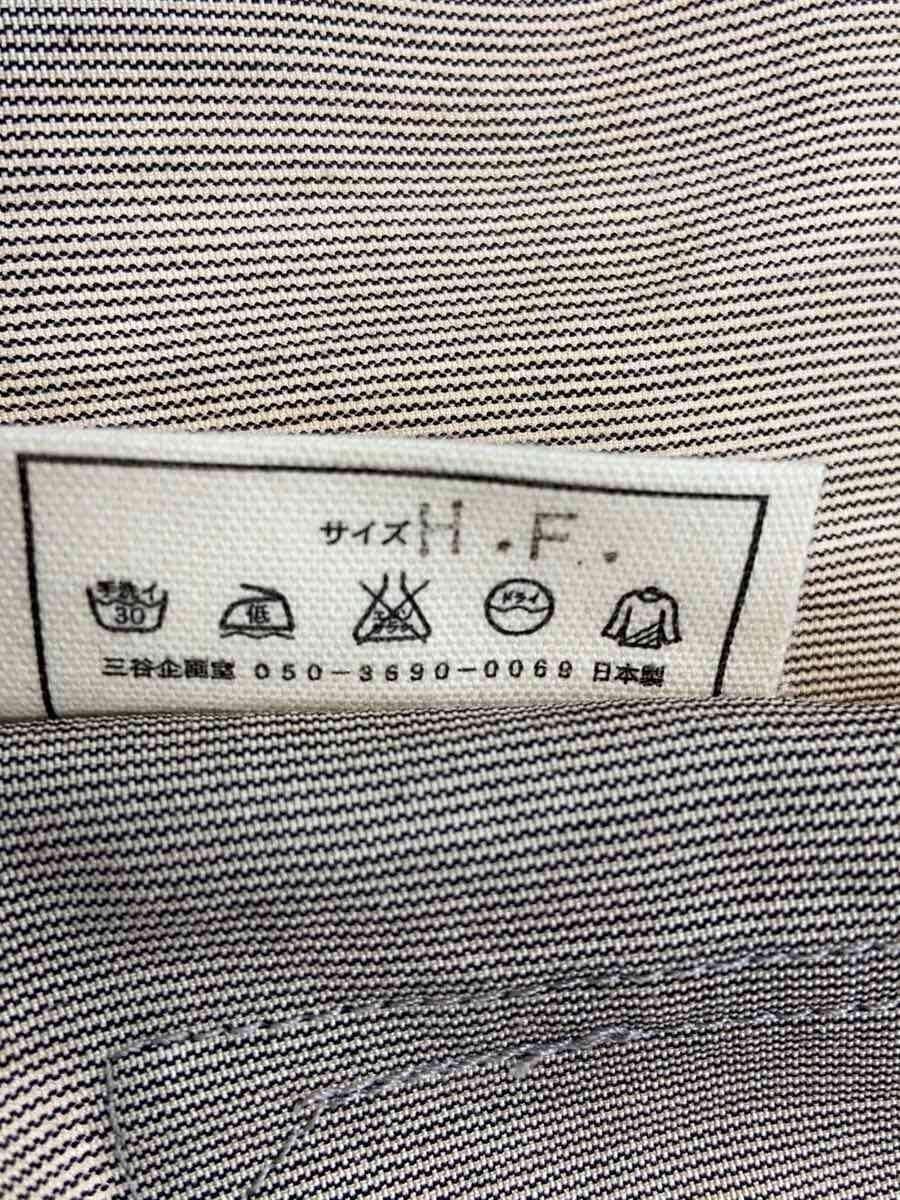 サイズ H.F.
手洗イ 30 低 ドライ
三谷企画室 050-3690-0069 日本製